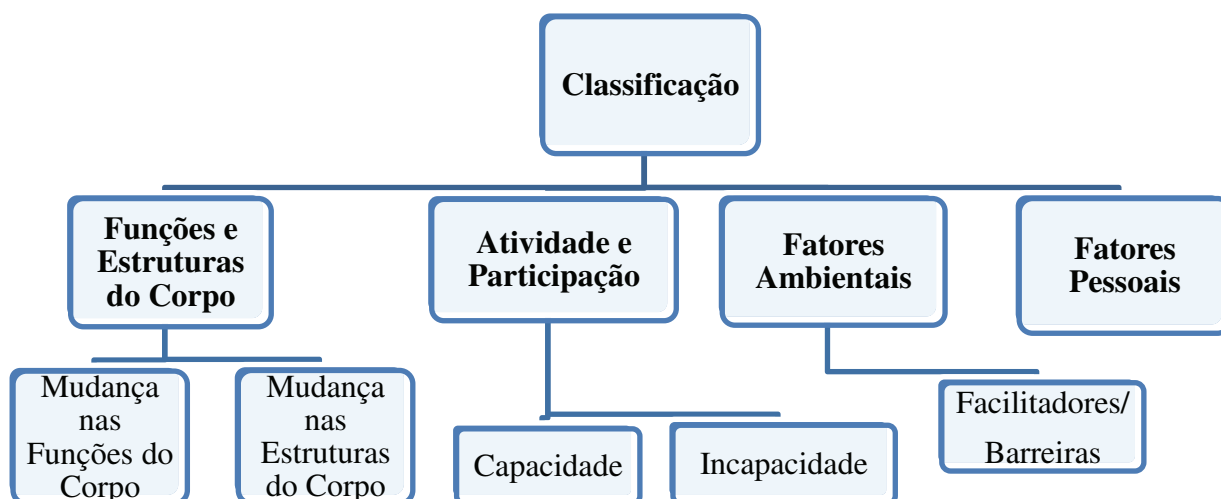 Classificação
Funções e
Estruturas
do Corpo
Atividade e
Participação
Fatores
Ambientais
Fatores
Pessoais
Mudança
nas
Funções do
Corpo
Mudança
nas
Estruturas
do Corpo
Capacidade
Incapacidade
Facilitadores/
Barreiras